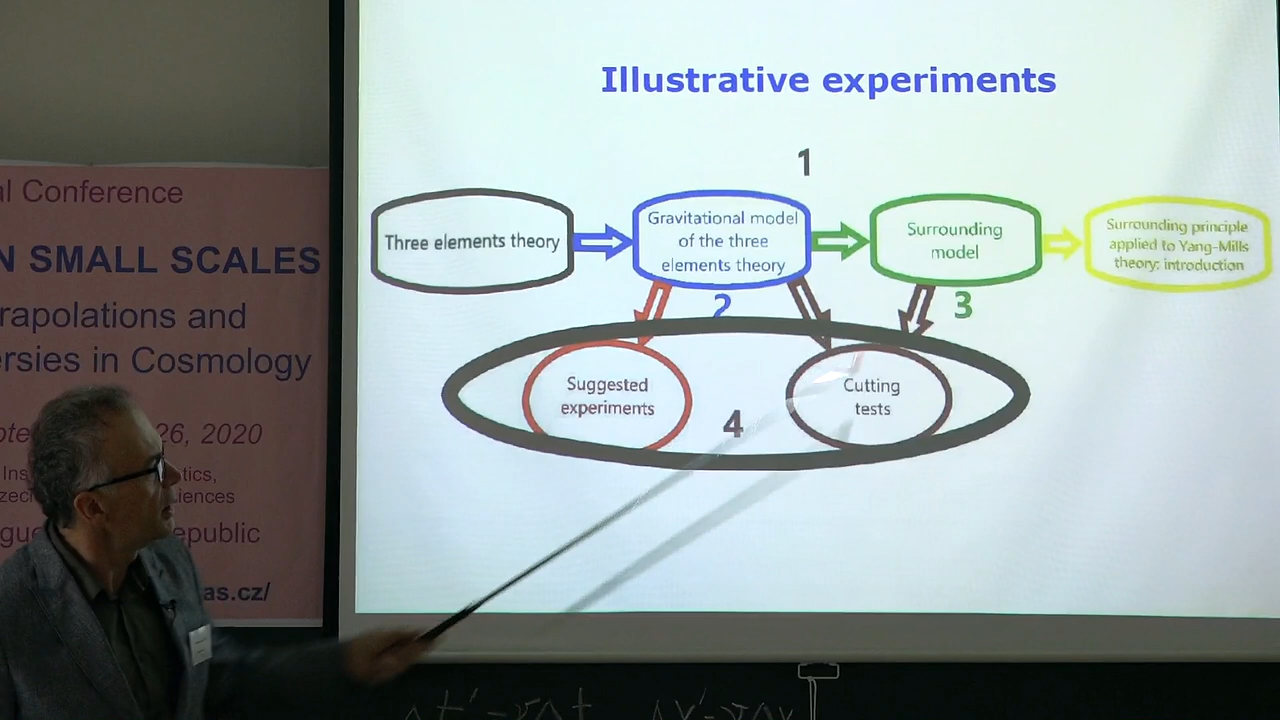 Illustrative experiments
1
Three elements theory
Gravitational model
of the three
elements theory
Surrounding
model
Surrounding principle
applied to Yang-Mills
theory: introduction
2
3
Suggested
experiments
4
Cutting
tests
al Conference
N SMALL SCALES
rapolations and
ersies in Cosmology
26, 2020
Ins tics,
zec iences
gue epublic
as.cz/